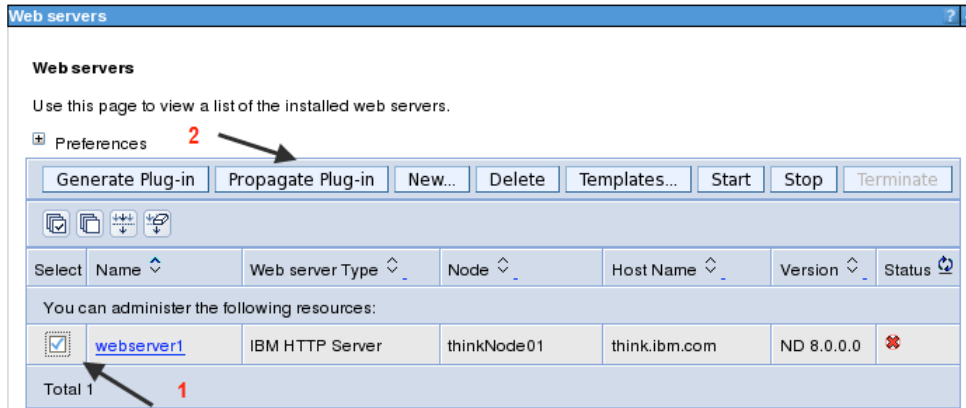 Web servers ?
Web servers
Use this page to view a list of the installed web servers.
Preferences 2
Generate Plug-in Propagate Plug-in New... Delete Templates... Start Stop Terminate
Select Name Web server Type Node Host Name Version Status
You can administer the following resources:
webserver1 IBM HTTP Server thinkNode01 think.ibm.com ND 8.0.0.0
Total 1 1